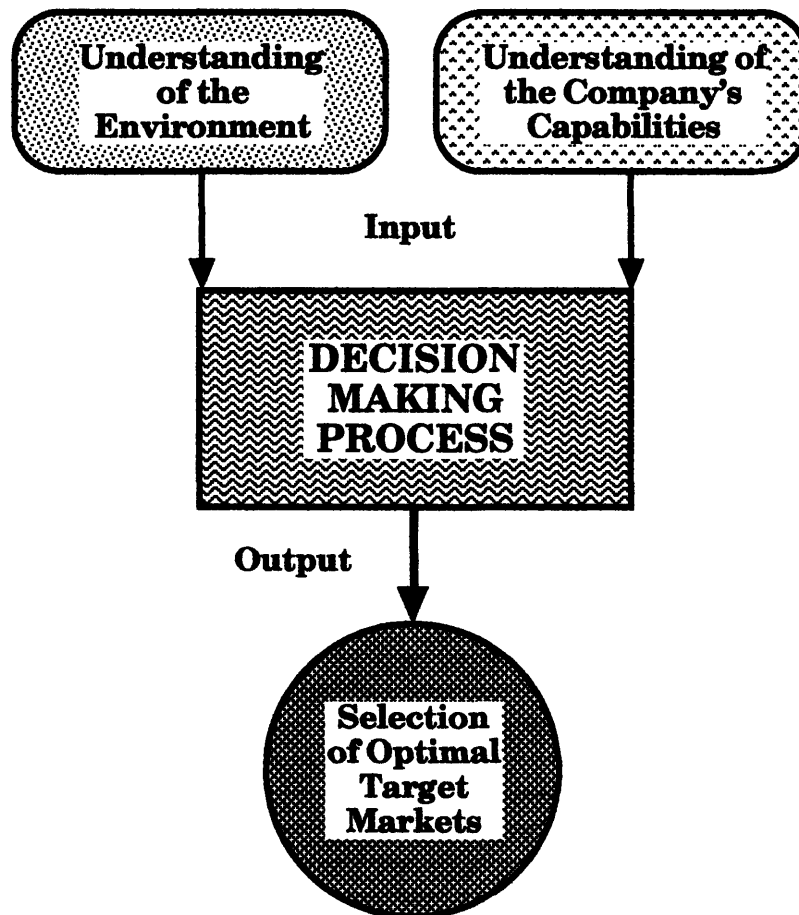 Understanding
of the
Environment
Understanding of
the Company's
Capabilities
Input
DECISION
MAKING
PROCESS
Output
Selection
of Optimal
Target
Markets